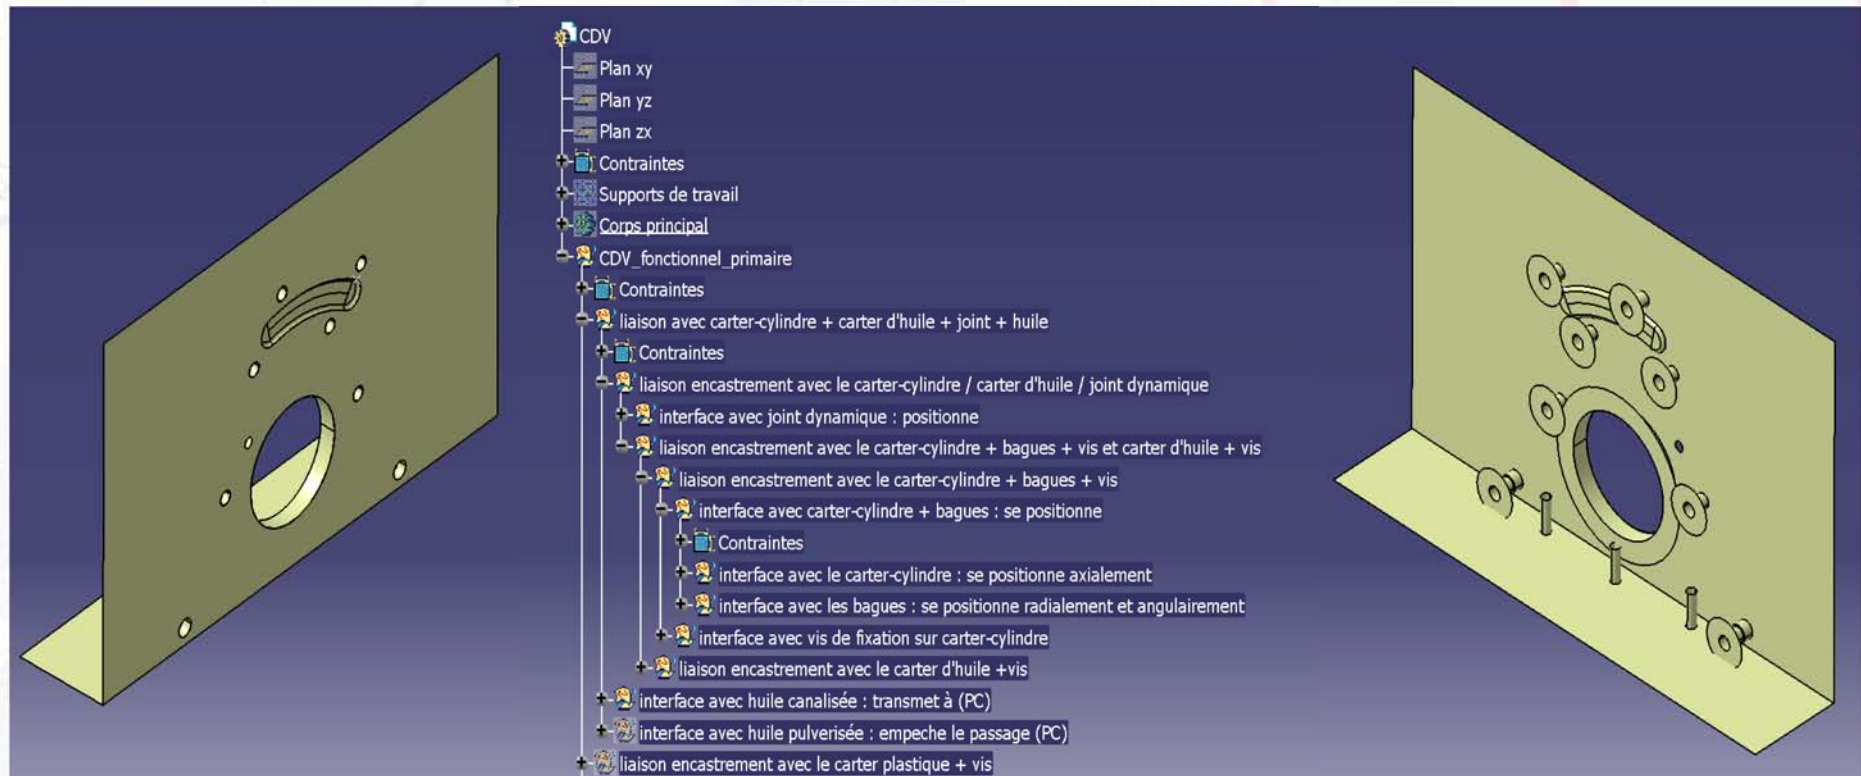 CDV
Plan xy
Plan yz
Plan zx
Contraintes
Supports de travail
Corps principal
CDV_fonctionnel_primaire
Contraintes
liaison avec carter-cylindre + carter d'huile + joint + huile
Contraintes
liaison encastrement avec le carter-cylindre / carter d'huile / joint dynamique
interface avec joint dynamique : positionne
liaison encastrement avec le carter-cylindre + bagues + vis et carter d'huile + vis
liaison encastrement avec le carter-cylindre + bagues + vis
interface avec carter-cylindre + bagues : se positionne
Contraintes
interface avec le carter-cylindre : se positionne axialement
interface avec les bagues : se positionne radialement et angulairement
interface avec vis de fixation sur carter-cylindre
liaison encastrement avec le carter d'huile +vis
interface avec huile canalisée : transmet à (PC)
interface avec huile pulverisée : empeche le passage (PC)
liaison encastrement avec le carter plastique + vis